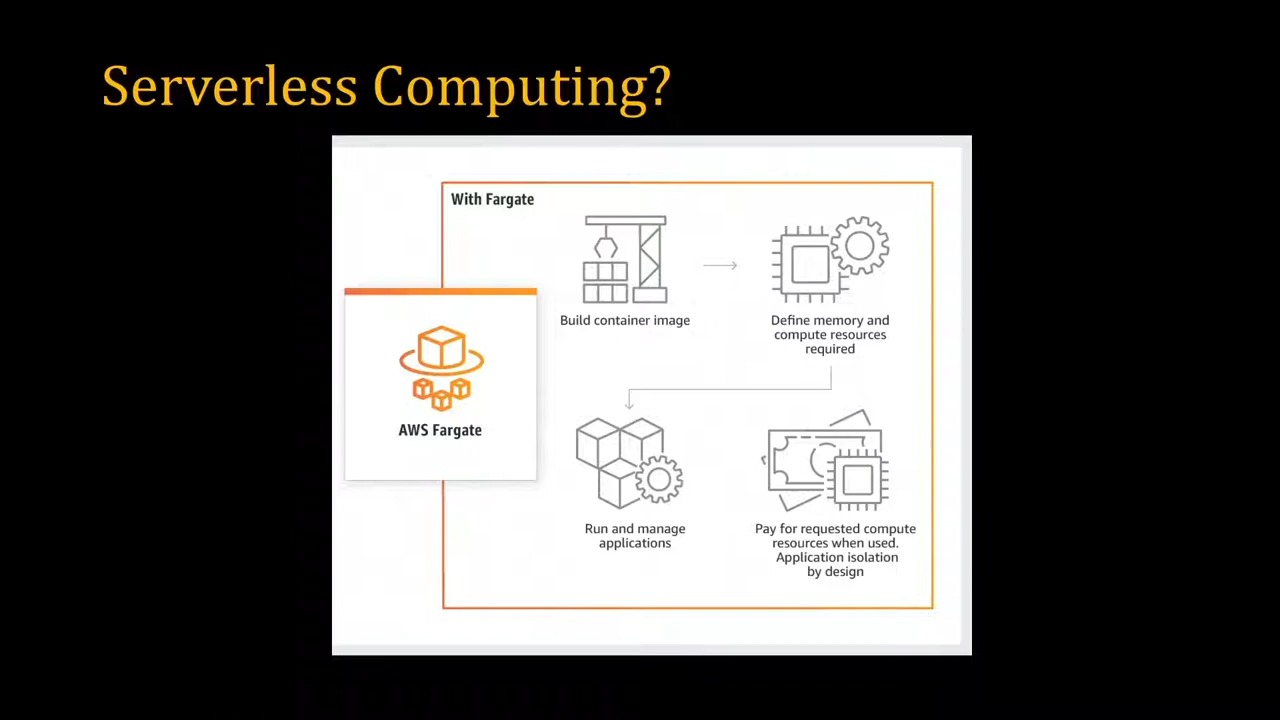 Serverless Computing?
With Fargate
Build container image
Define memory and
compute resources
required
AWS Fargate
Run and manage
applications
Pay for requested compute
resources when used.
Application isolation
by design